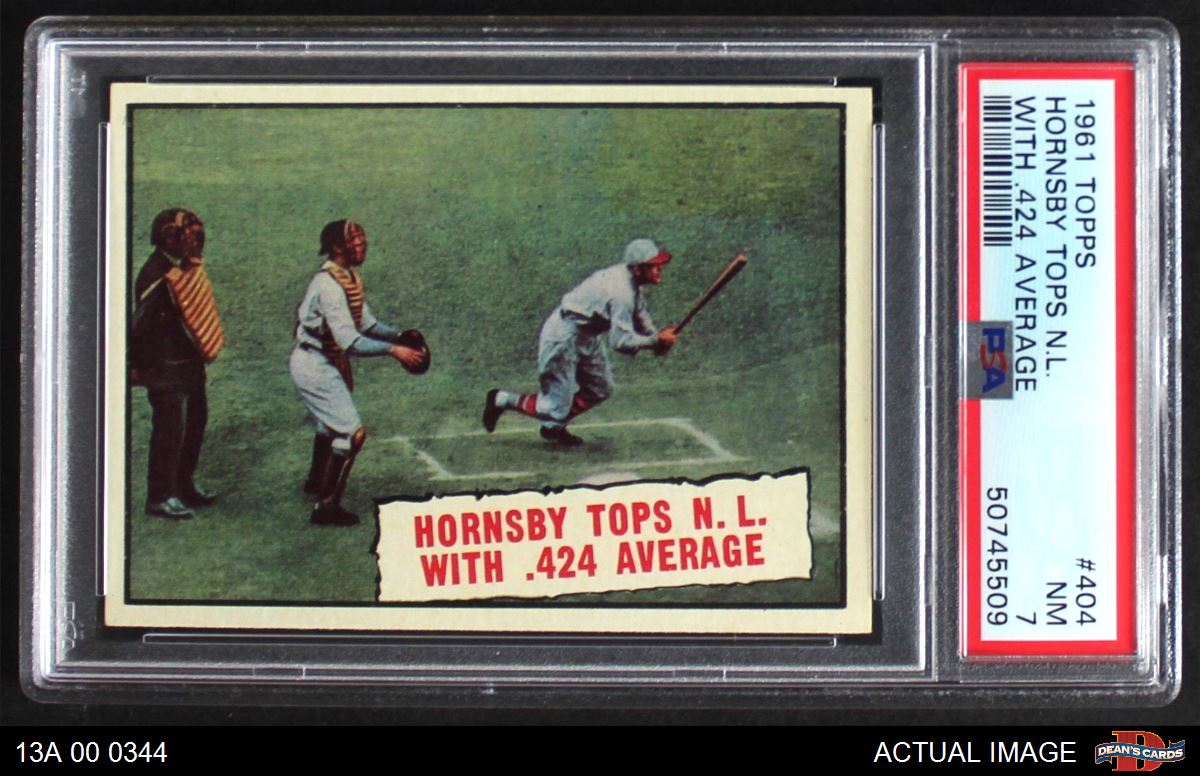 HORNSBY TOPS N. L.
WITH .424 AVERAGE
1961 TOPPS
HORNSBY TOPS N.L.
WITH .424 AVERAGE
#404
NM
7
50745509
PSA
13A 00 0344
ACTUAL IMAGE
DEAN'S CARDS